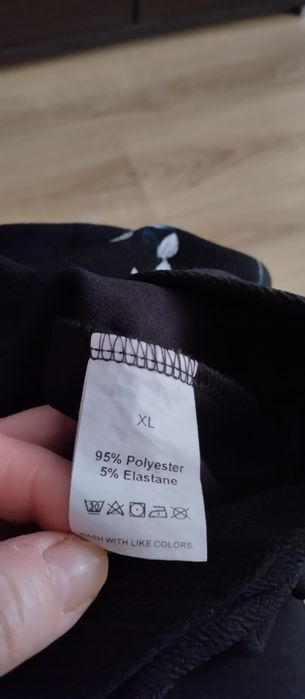 XL
95% Polyester
5% Elastane
WASH WITH LIKE COLORS